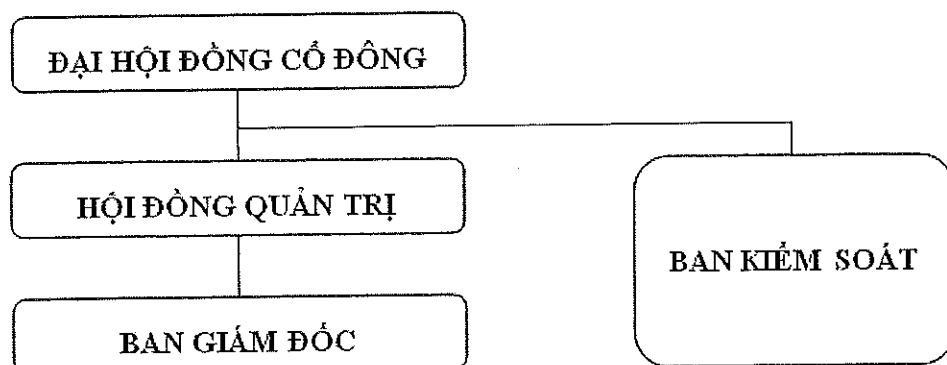 ĐẠI HỘI ĐỒNG CỔ ĐÔNG
HỘI ĐỒNG QUẢN TRỊ
BAN KIỂM SOÁT
BAN GIÁM ĐỐC